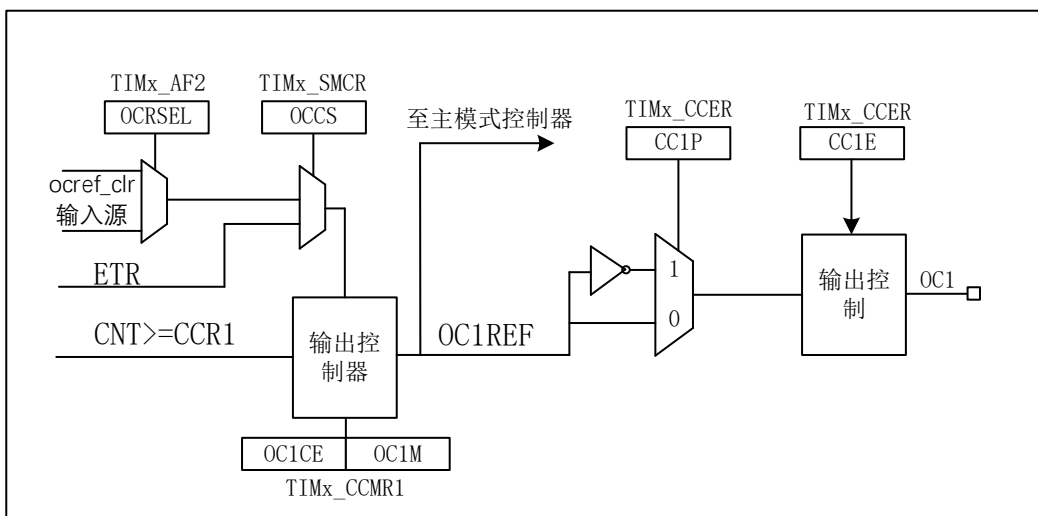 TIMx_AF2
TIMx_SMCR
OCRSEL
OCCS
至主模式控制器
TIMx_CCER
TIMx_CCER
CC1P
CC1E
ocref_clr
输入源
ETR
CNT>=CCR1
输出控
制器
OC1REF
1
0
输出控
制
OC1
OC1CE
OC1M
TIMx_CCMR1